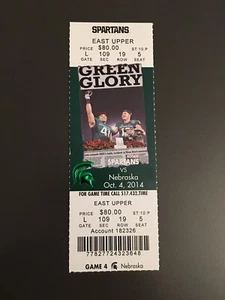 SPARTANS
EAST UPPER
PRICE $80.00 ST 10:P
L 109 19 5
GATE SEC ROW SEAT
GREEN
GLORY
SPARTANS
VS
Nebraska
Oct. 4, 2014
FOR GAME TIME CALL 517.432.TIME
EAST UPPER
PRICE $80.00 ST 10:P
L 109 19 5
GATE SEC ROW SEAT
Account 182326
77827724323648
GAME 4 Nebraska